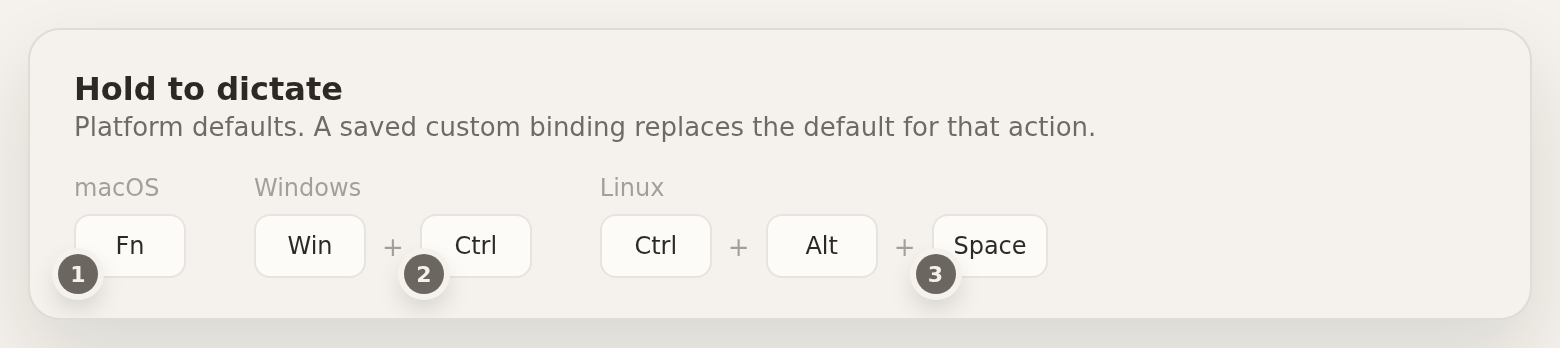 Hold to dictate
Platform defaults. A saved custom binding replaces the default for that action.
macOS Windows Linux
Fn Win + Ctrl Ctrl + Alt + Space
1 2 3